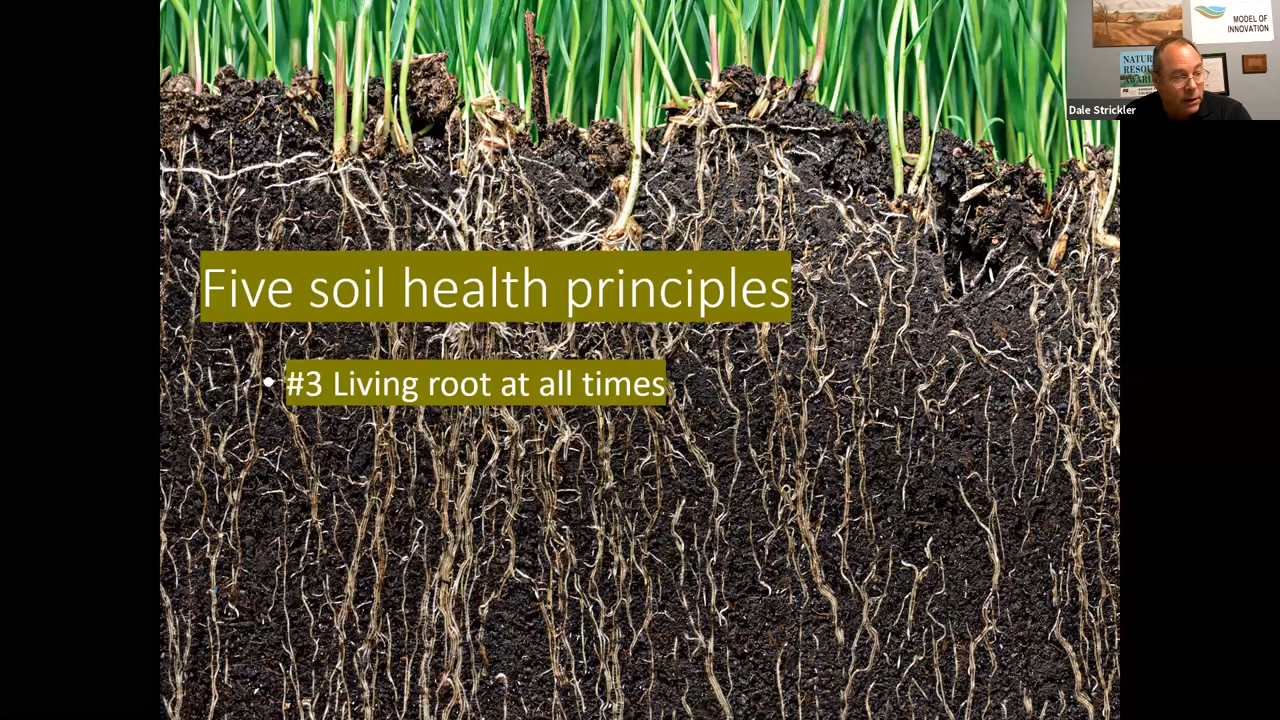 Five soil health principles
• #3 Living root at all times
MODEL OF
INNOVATION
Dale Strickler